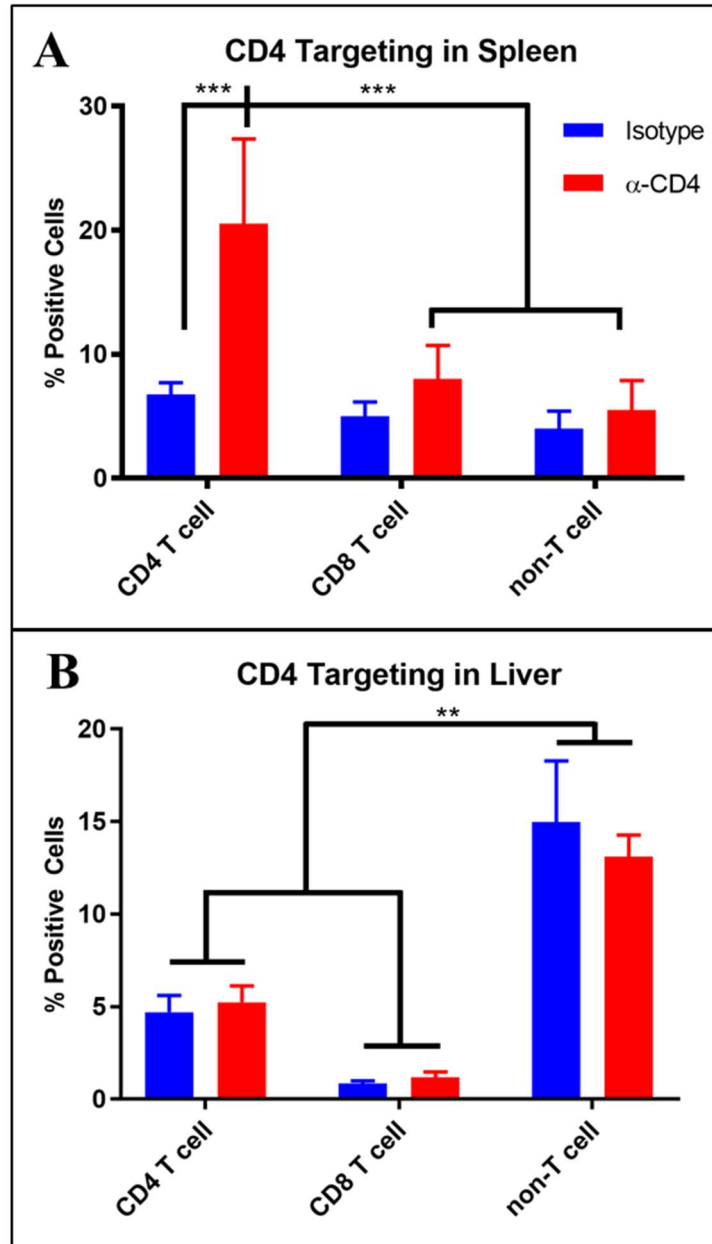 A
CD4 Targeting in Spleen
*** ***
30
20
10
0
% Positive Cells
Isotype
α-CD4
CD4 T cell
CD8 T cell
non-T cell
B
CD4 Targeting in Liver
**
20
15
10
5
0
% Positive Cells
CD4 T cell
CD8 T cell
non-T cell